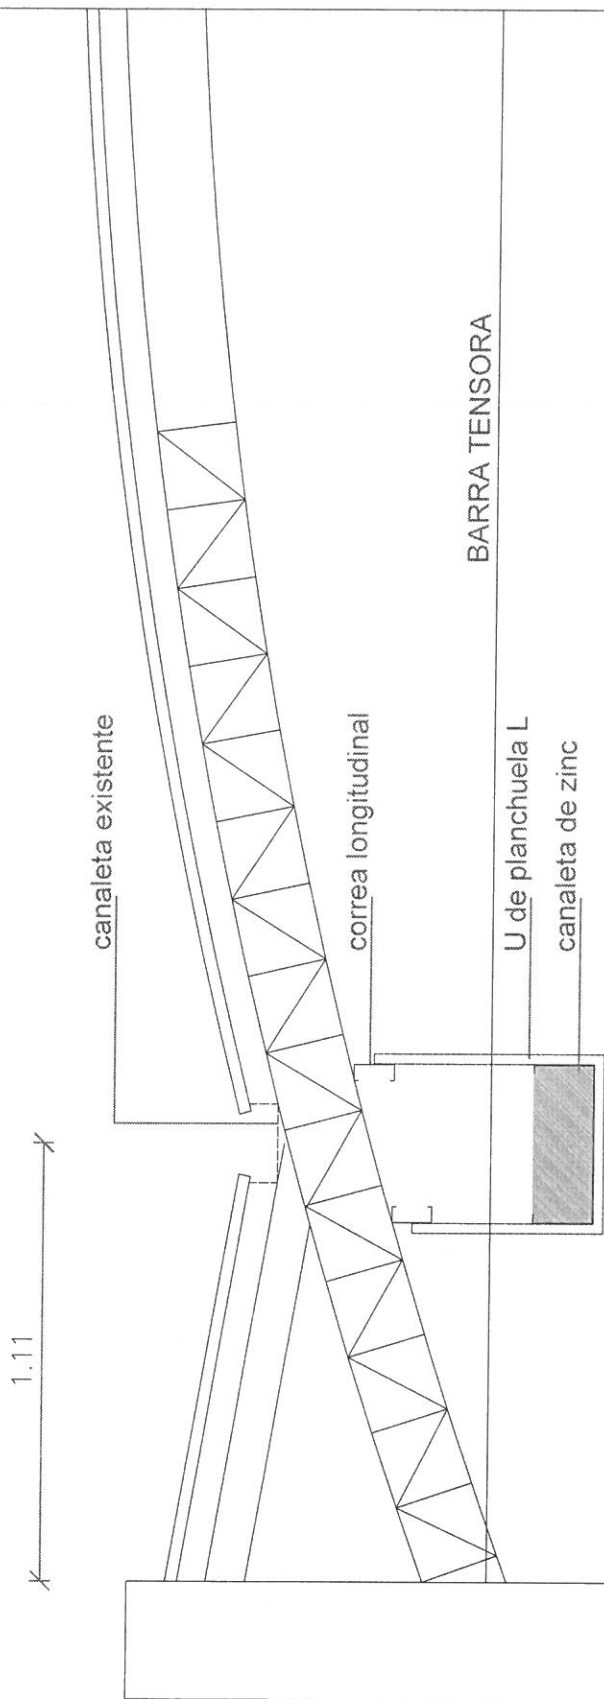 1.11
canaleta existente
correa longitudinal
BARRA TENSORA
U de planchuela L
canaleta de zinc